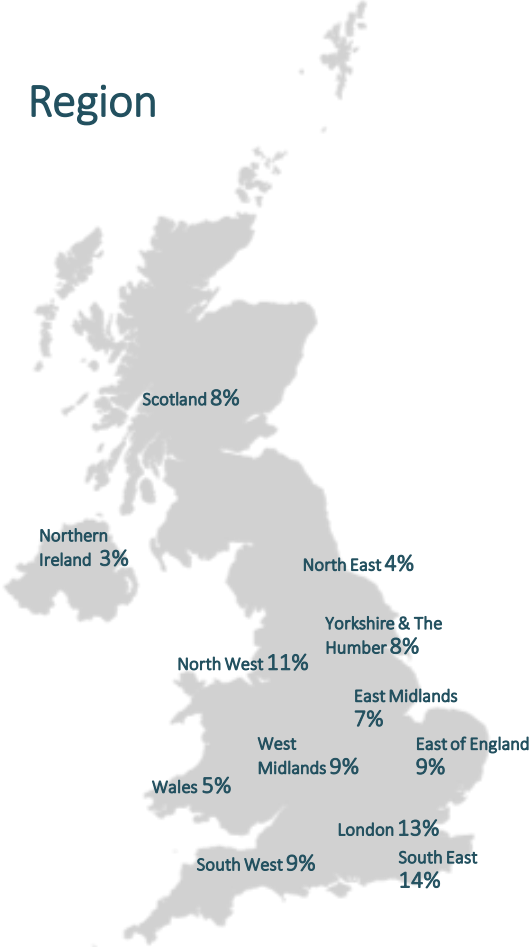 Region
Scotland 8%
Northern
Ireland 3%
North East 4%
Yorkshire & The
Humber 8%
North West 11%
East Midlands
7%
West
Midlands 9%
East of England
9%
Wales 5%
London 13%
South East
14%
South West 9%